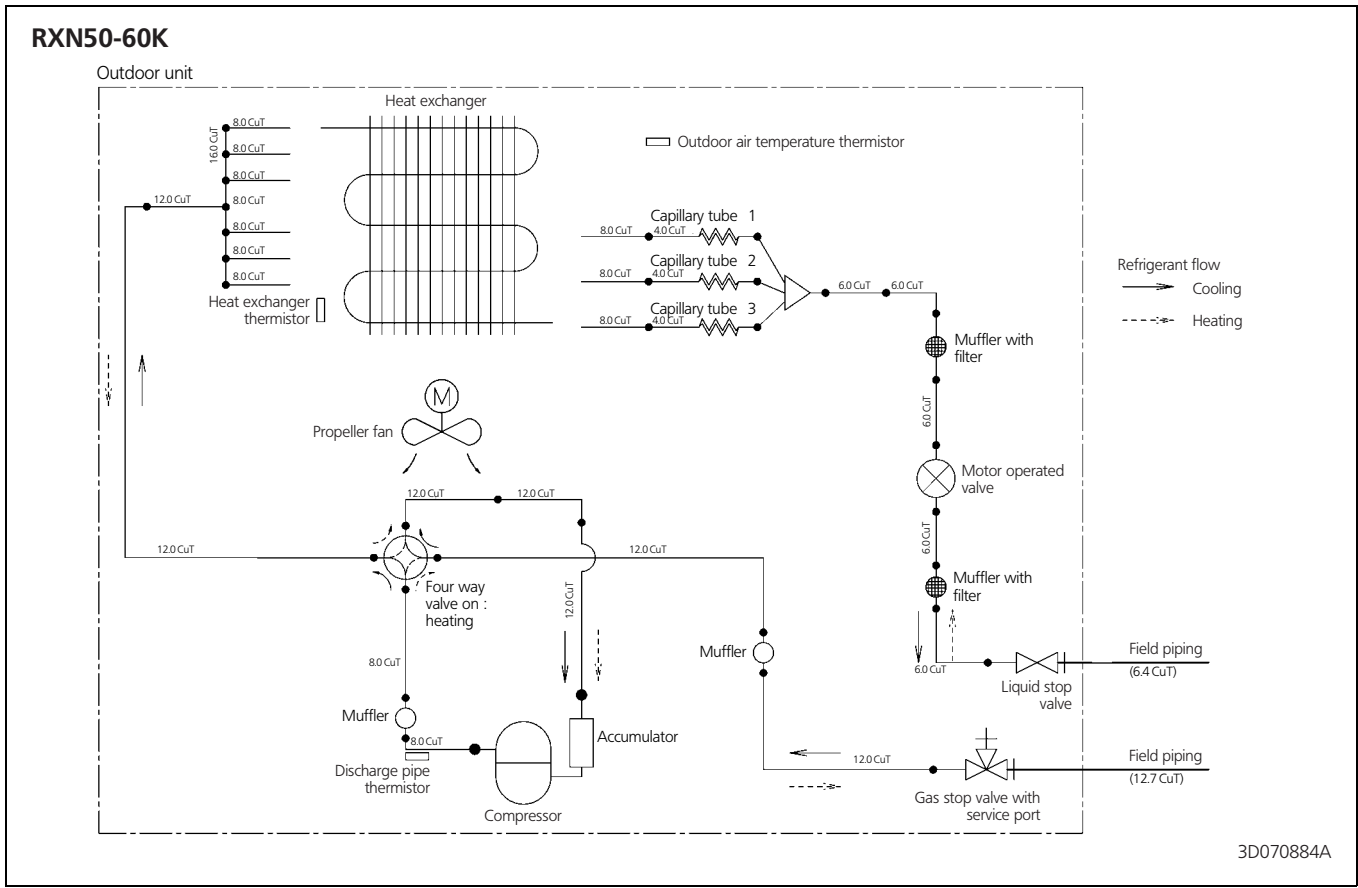 RXN50-60K
Outdoor unit
Heat exchanger
16.0 CuT
8.0 CuT
8.0 CuT
8.0 CuT
8.0 CuT
8.0 CuT
8.0 CuT
8.0 CuT
12.0 CuT
Heat exchanger
thermistor
Outdoor air temperature thermistor
Capillary tube 1
8.0 CuT
4.0 CuT
Capillary tube 2
8.0 CuT
4.0 CuT
Capillary tube 3
8.0 CuT
4.0 CuT
6.0 CuT
6.0 CuT
Refrigerant flow
Cooling
Heating
Muffler with
filter
6.0 CuT
M
Propeller fan
Motor operated
valve
12.0 CuT
12.0 CuT
6.0 CuT
12.0 CuT
12.0 CuT
Four way
valve on :
heating
12.0 CuT
Muffler with
filter
8.0 CuT
Muffler
6.0 CuT
Liquid stop
valve
Field piping
(6.4 CuT)
Muffler
8.0 CuT
Accumulator
Discharge pipe
thermistor
Compressor
12.0 CuT
Gas stop valve with
service port
Field piping
(12.7 CuT)
3D070884A